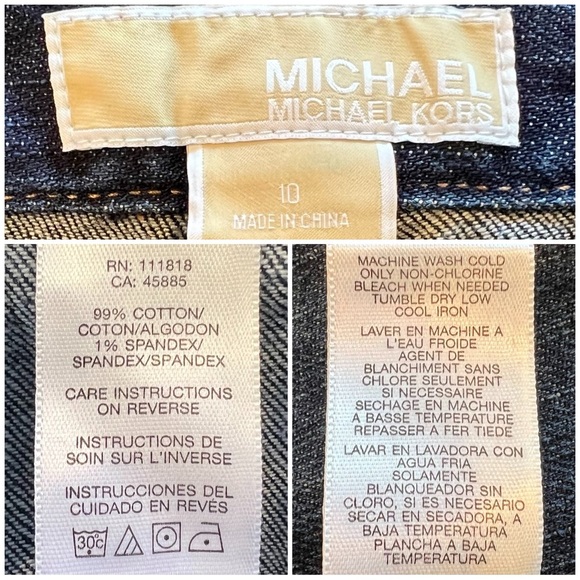 MICHAEL
MICHAEL KORS
10
MADE IN CHINA
RN: 111818
CA: 45885
99% COTTON/
COTON/ALGODON
1% SPANDEX/
SPANDEX/SPANDEX
CARE INSTRUCTIONS
ON REVERSE
INSTRUCTIONS DE
SOIN SUR L'INVERSE
INSTRUCCIONES DEL
CUIDADO EN REVÉS
30c
MACHINE WASH COLD
ONLY NON-CHLORINE
BLEACH WHEN NEEDED
TUMBLE DRY LOW
COOL IRON
LAVER EN MACHINE A
L'EAU FROIDE
AGENT DE
BLANCHIMENT SANS
CHLORE SEULEMENT
SI NECESSAIRE
SECHAGE EN MACHINE
A BASSE TEMPERATURE
REPASSER A FER TIEDE
LAVAR EN LAVADORA CON
AGUA FRIA
SOLAMENTE
BLANQUEADOR SIN
CLORO, SI ES NECESARIO
SECAR EN SECADORA, A
BAJA TEMPERATURA
PLANCHA A BAJA
TEMPERATURA